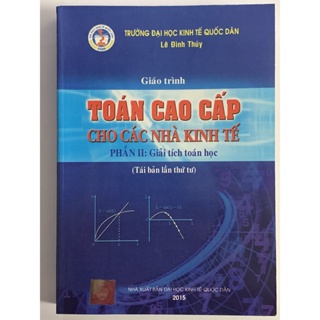 TRƯỜNG ĐẠI HỌC KINH TẾ QUỐC DÂN
Lê Đình Thúy
Giáo trình
TOÁN CAO CẤP
CHO CÁC NHÀ KINH TẾ
PHẦN II: Giải tích toán học
(Tái bản lần thứ tư)
NHÀ XUẤT BẢN ĐẠI HỌC KINH TẾ QUỐC DÂN
2015